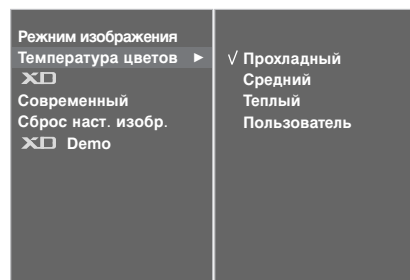 Режим изображения
Температура цветов ►
XD
Современный
Сброс наст. изобр.
XD Demo
√ Прохладный
Средний
Теплый
Пользователь